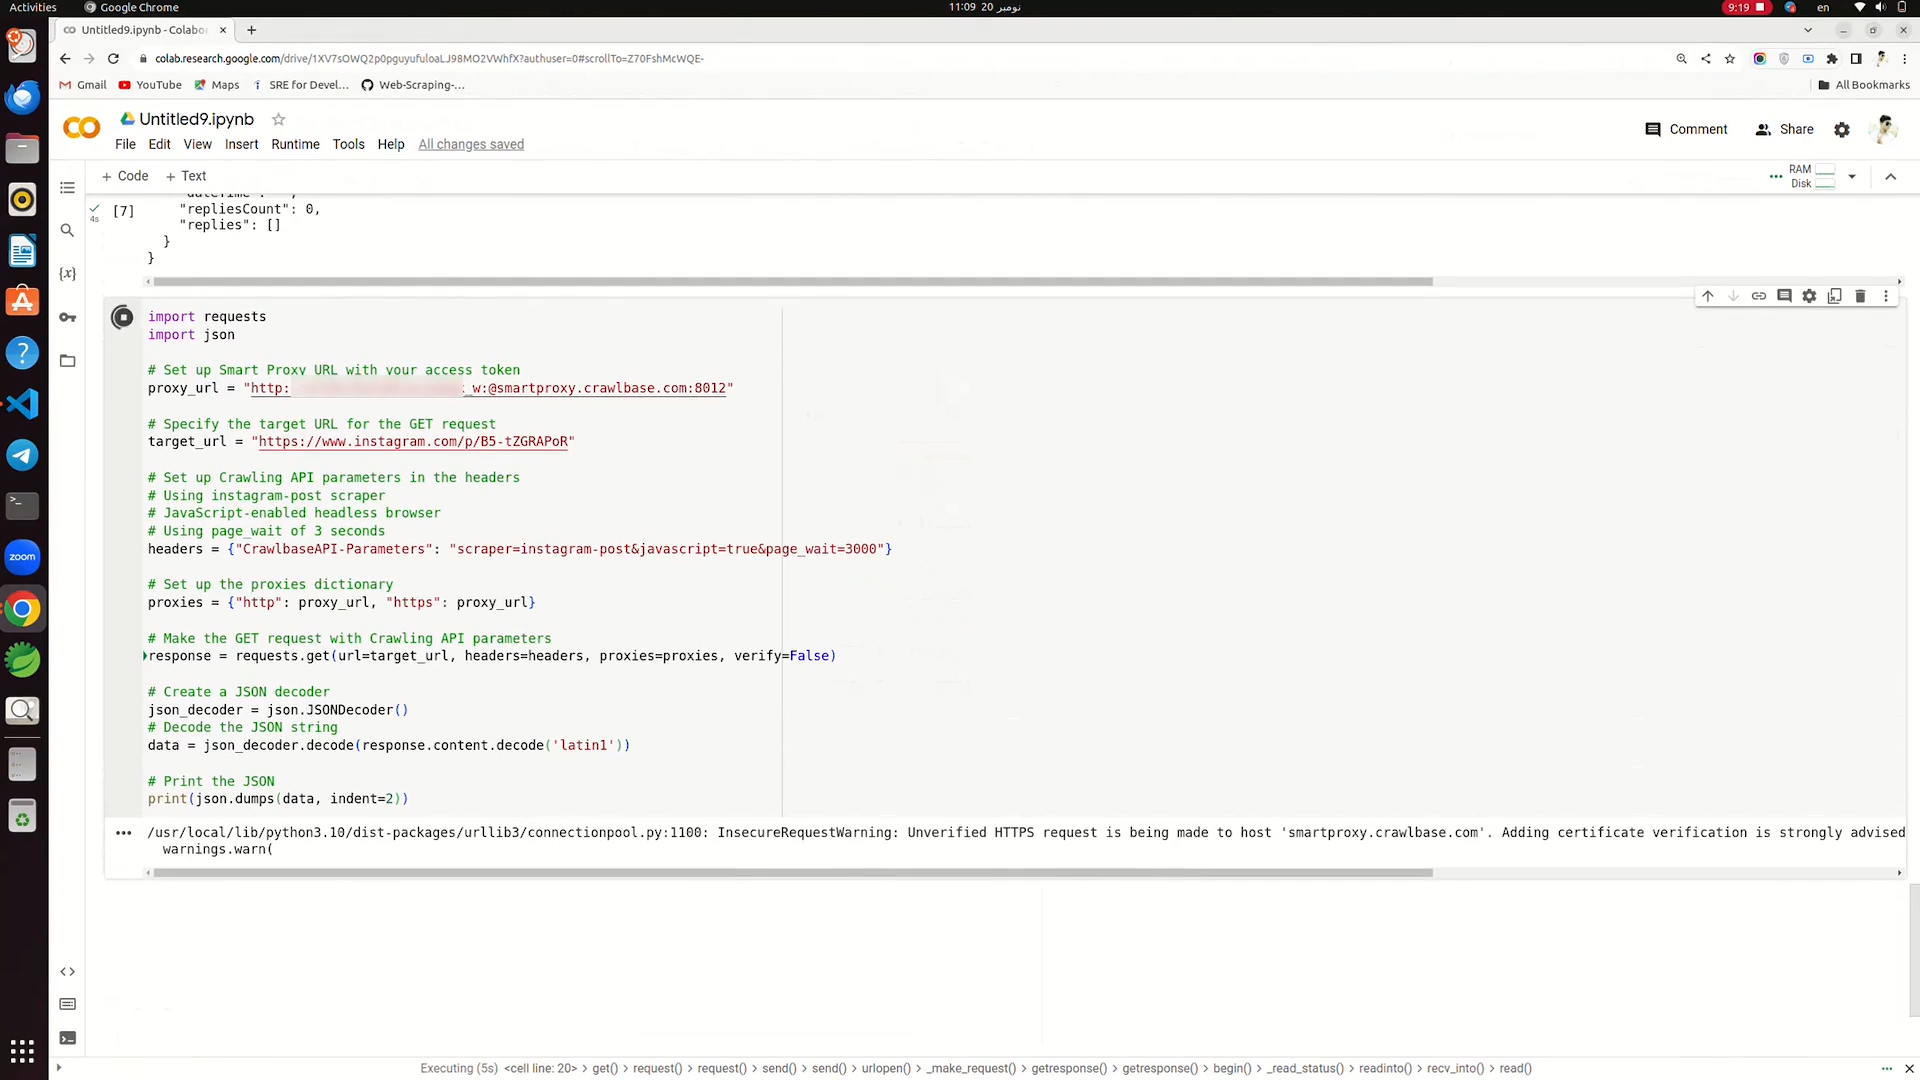 Activities
Google Chrome
11:09 20 نومبر
9:19
en
Untitled9.ipynb - Colabo
colab.research.google.com/drive/1XV7sOWQ2p0pguyufuloaLJ98MO2VWhfX?authuser=0#scrollTo=Z70FshMcWQE-
Gmail YouTube Maps SRE for Devel... Web-Scraping-...
All Bookmarks
Untitled9.ipynb
File Edit View Insert Runtime Tools Help All changes saved
Comment Share
+ Code + Text
RAM
Disk
4s
[7]
"repliesCount": 0,
"replies": []
}
}
import requests
import json
# Set up Smart Proxy URL with your access token
proxy_url = "http: _w:@smartproxy.crawlbase.com:8012"
# Specify the target URL for the GET request
target_url = "https://www.instagram.com/p/B5-tZGRAPoR"
# Set up Crawling API parameters in the headers
# Using instagram-post scraper
# JavaScript-enabled headless browser
# Using page_wait of 3 seconds
headers = {"CrawlbaseAPI-Parameters": "scraper=instagram-post&javascript=true&page_wait=3000"}
# Set up the proxies dictionary
proxies = {"http": proxy_url, "https": proxy_url}
# Make the GET request with Crawling API parameters
response = requests.get(url=target_url, headers=headers, proxies=proxies, verify=False)
# Create a JSON decoder
json_decoder = json.JSONDecoder()
# Decode the JSON string
data = json_decoder.decode(response.content.decode('latin1'))
# Print the JSON
print(json.dumps(data, indent=2))
/usr/local/lib/python3.10/dist-packages/urllib3/connectionpool.py:1100: InsecureRequestWarning: Unverified HTTPS request is being made to host 'smartproxy.crawlbase.com'. Adding certificate verification is strongly advised
warnings.warn(
zoom
Executing (5s) <cell line: 20> > get() > request() > request() > send() > send() > urlopen() > _make_request() > getresponse() > getresponse() > begin() > _read_status() > readinto() > recv_into() > read()